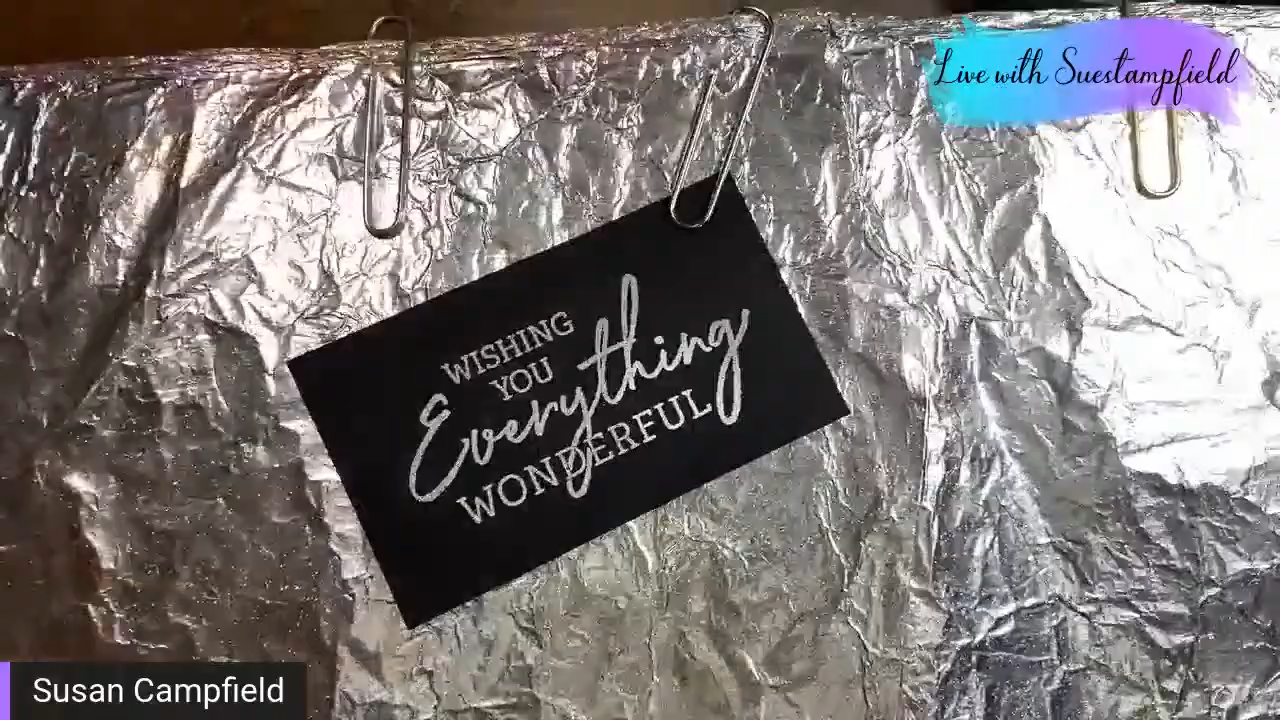 Live with Suestampfield
WISHING
YOU
Everything
WONDERFUL
Susan Campfield